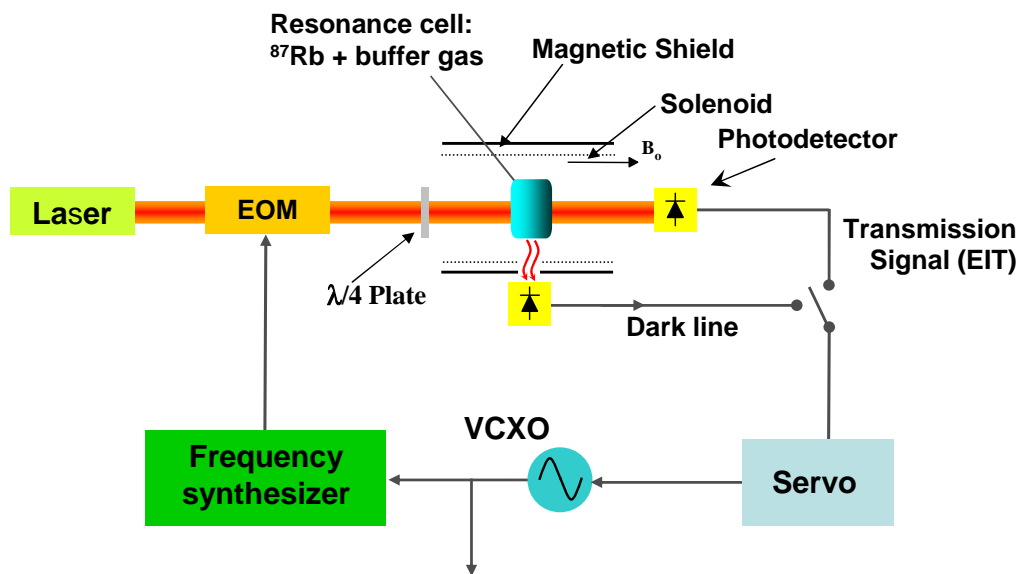 Resonance cell:
⁸⁷Rb + buffer gas
Magnetic Shield
Solenoid
Photodetector
Bₒ
Laser
EOM
Transmission
Signal (EIT)
λ/4 Plate
Dark line
VCXO
Frequency
synthesizer
Servo